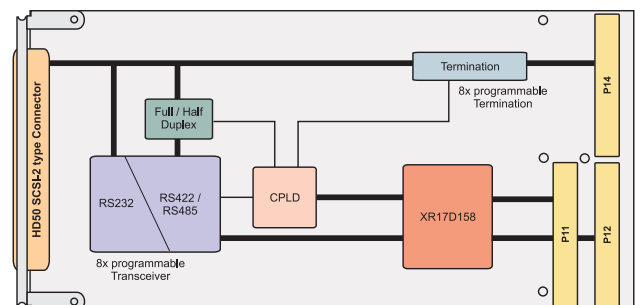 HD50 SCSI-2 type Connector
Termination
8x programmable
Termination
P14
Full / Half
Duplex
RS232
RS422 /
RS485
8x programmable
Transceiver
CPLD
XR17D158
P11
P12